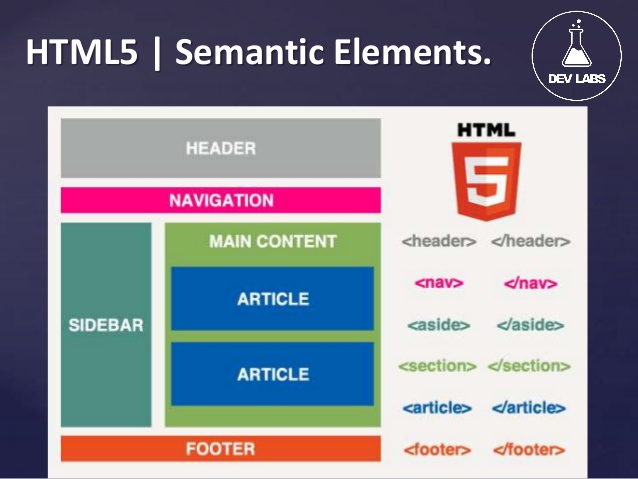 HTML5 | Semantic Elements.
DEV LABS
HEADER
NAVIGATION
SIDEBAR
MAIN CONTENT
ARTICLE
ARTICLE
FOOTER
HTML
5
<header> </header>
<nav> </nav>
<aside> </aside>
<section> </section>
<article> </article>
<footer> </footer>